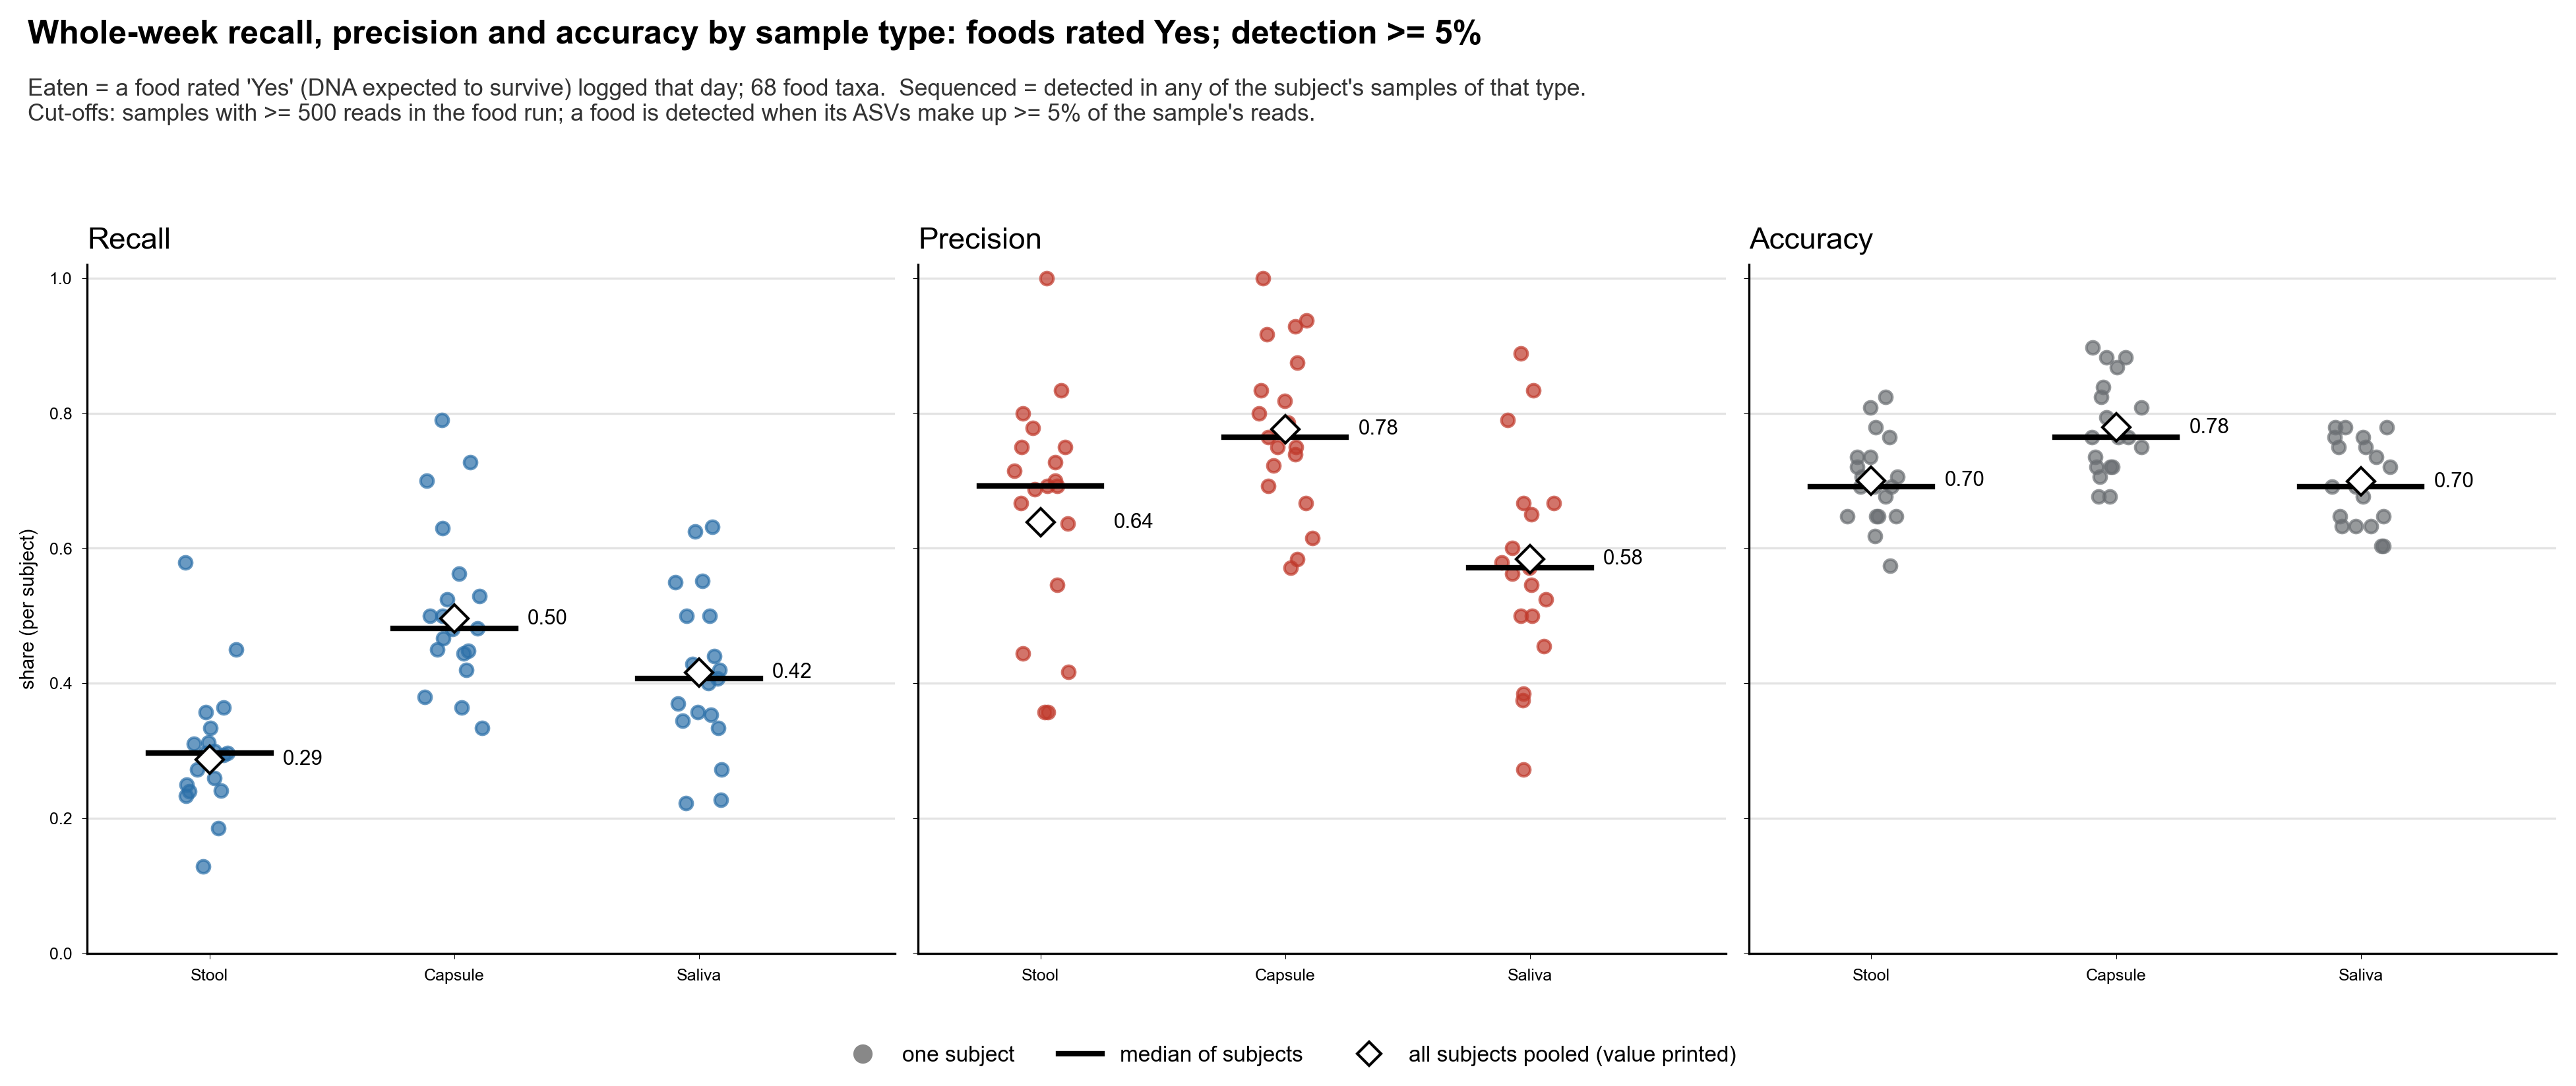 Whole-week recall, precision and accuracy by sample type: foods rated Yes; detection >= 5%
Eaten = a food rated 'Yes' (DNA expected to survive) logged that day; 68 food taxa.  Sequenced = detected in any of the subject's samples of that type.
Cut-offs: samples with >= 500 reads in the food run; a food is detected when its ASVs make up >= 5% of the sample's reads.
Recall
Precision
Accuracy
share (per subject)
1.0
0.8
0.6
0.4
0.2
0.0
0.29
0.50
0.42
0.64
0.78
0.58
0.70
0.78
0.70
Stool
Capsule
Saliva
Stool
Capsule
Saliva
Stool
Capsule
Saliva
one subject
median of subjects
all subjects pooled (value printed)